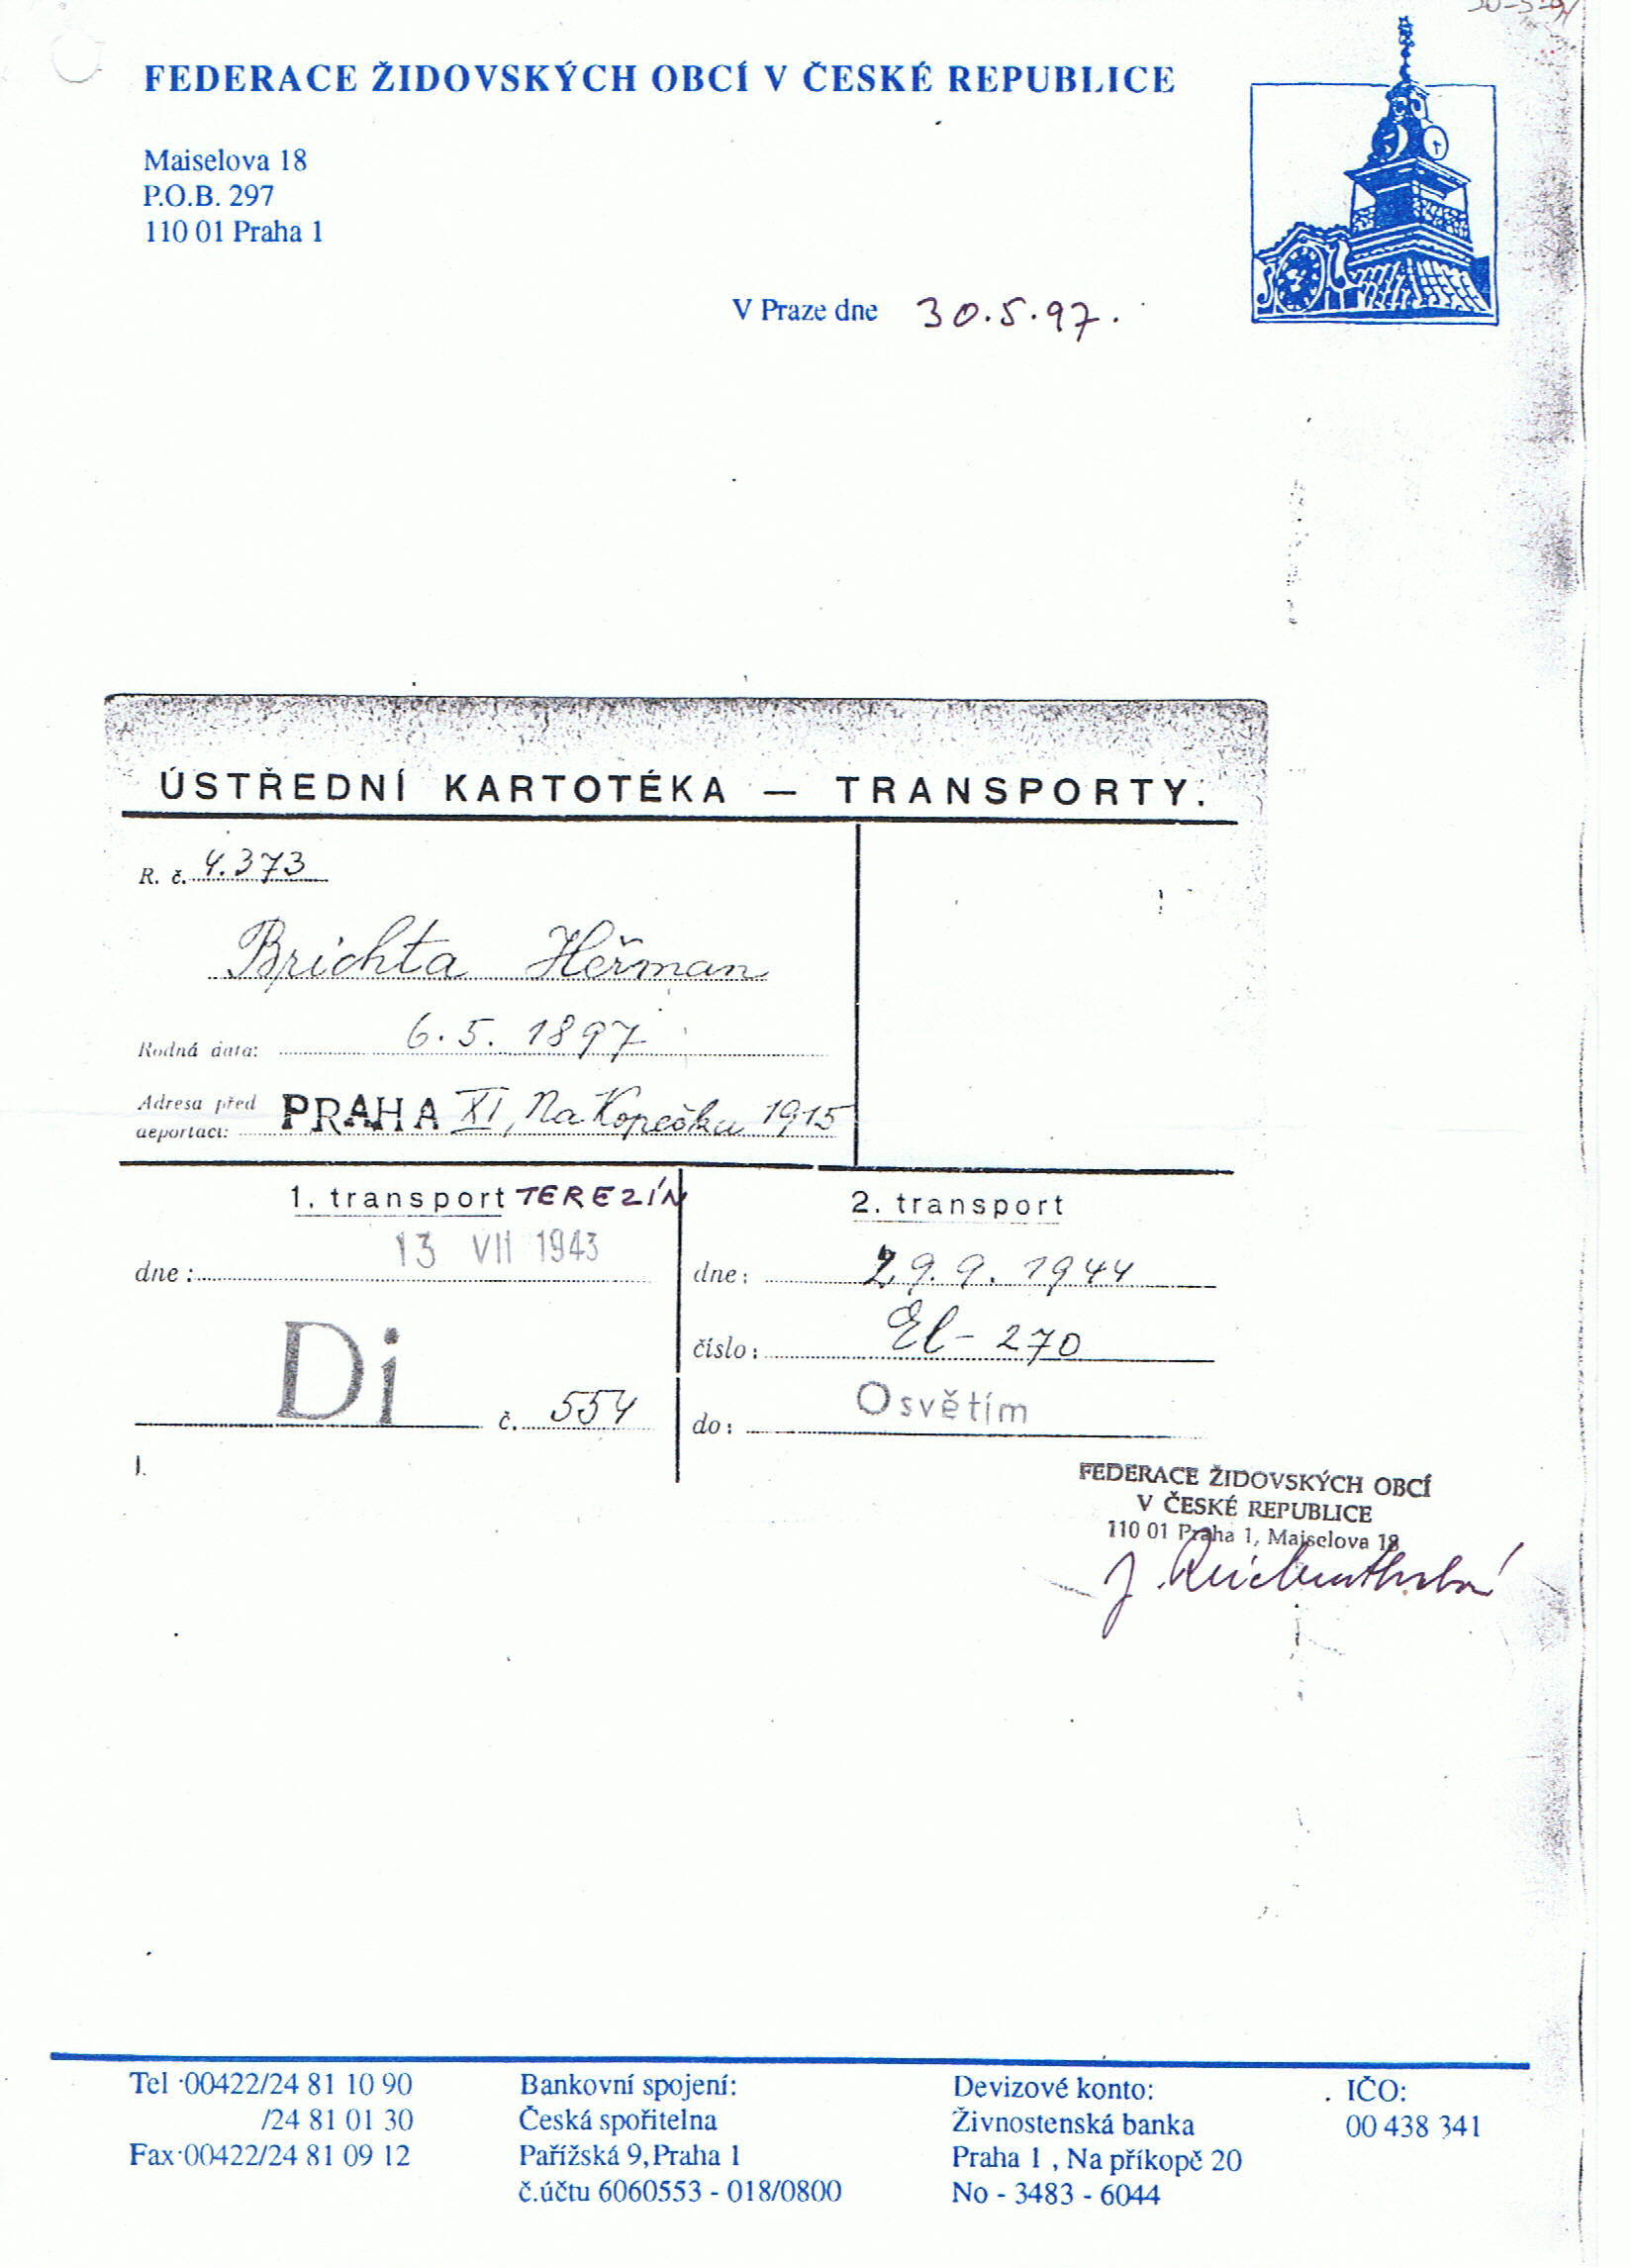 FEDERACE ŽIDOVSKÝCH OBCÍ V ČESKÉ REPUBLICE
Maiselova 18
P.O.B. 297
110 01 Praha 1
V Praze dne 30.5.97.
ÚSTŘEDNÍ KARTOTÉKA — TRANSPORTY.
R. č. 4.373
Brichta Heřman
Rodná data: 6.5. 1897
Adresa před
deportací: PRAHA XI, Na Kopečku 1915
1. transport TEREZÍN
dne: 13 VII 1943
Di č. 554
2. transport
dne: 29.9.1944
číslo: El-270
do: Osvětím
I.
FEDERACE ŽIDOVSKÝCH OBCÍ
V ČESKÉ REPUBLICE
110 01 Praha 1, Maiselova 18
Tel 00422/24 81 10 90
/24 81 01 30
Fax 00422/24 81 09 12
Bankovní spojení:
Česká spořitelna
Pařížská 9, Praha 1
č.účtu 6060553 - 018/0800
Devizové konto:
Živnostenská banka
Praha 1 , Na příkopě 20
No - 3483 - 6044
IČO:
00 438 341